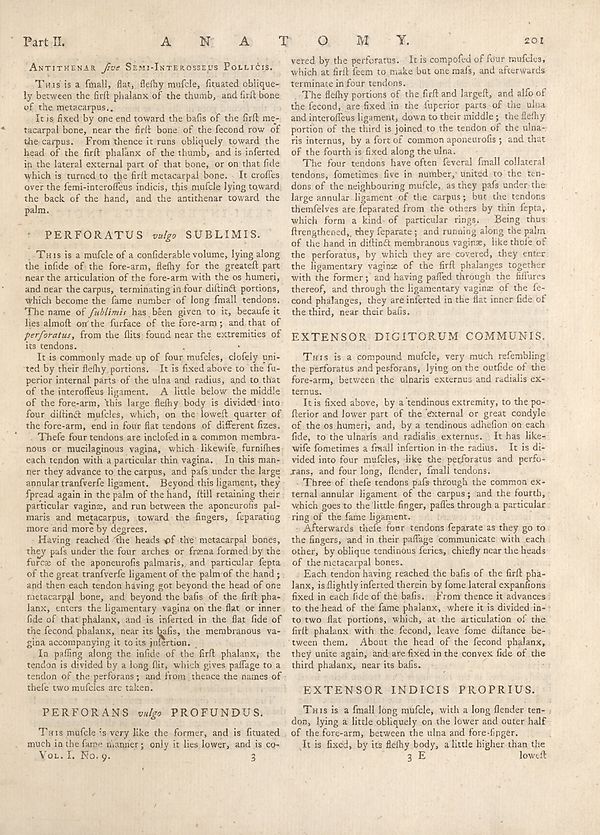 Part II. A N A T O M Y. 201
ANTITHENAR five SEMI-INTEROSSEUS POLLICIS.
THIS is a ſmall, flat, fleſhy muſcle, ſituated oblique-
ly between the firſt phalanx of the thumb, and firſt bone
of the metacarpus.
It is fixed by one end toward the baſis of the firſt me-
tacarpal bone, near the firſt bone of the ſecond row of
the carpus. From thence it runs obliquely toward the
head of the firſt phalanx of the thumb, and is inſerted
in the lateral external part of that bone, or on that ſide
which is turned to the firſt metacarpal bone. It croſſes
over the ſemi-interoſſeus indicis, this muſcle lying toward
the back of the hand, and the antithenar toward the
palm.
PERFORATUS vulgo SUBLIMIS.
THIS is a muſcle of a conſiderable volume, lying along
the inſide of the fore-arm, fleſhy for the greateſt part
near the articulation of the fore-arm with the os humeri,
and near the carpus, terminating in four diſtinct portions,
which become the ſame number of long ſmall tendons.
The name of ſublimis has been given to it, becauſe it
lies almoſt on the ſurface of the fore-arm; and that of
perforatus, from the ſlits found near the extremities of
its tendons.
It is commonly made up of four muſcles, cloſely uni-
ted by their fleſhy portions. It is fixed above to the ſu-
perior internal parts of the ulna and radius, and to that
of the interoſſeus ligament. A little below the middle
of the fore-arm, this large fleſhy body is divided into
four diſtinct muſcles, which, on the loweſt quarter of
the fore-arm, end in four flat tendons of different ſizes.
Theſe four tendons are incloſed in a common membra-
nous or mucilaginous vagina, which likewiſe furniſhes
each tendon with a particular thin vagina. In this man-
ner they advance to the carpus, and paſs under the large
annular tranſverſe ligament. Beyond this ligament, they
ſpread again in the palm of the hand, ſtill retaining their
particular vaginæ, and run between the aponeuroſis pal-
maris and metacarpus, toward the fingers, ſeparating
more and more by degrees.
Having reached the heads of the metacarpal bones,
they paſs under the four arches or fræna formed by the
furcæ of the aponeuroſis palmaris, and particular ſepta
of the great tranſverſe ligament of the palm of the hand;
and then each tendon having got beyond the head of one
metacarpal bone, and beyond the baſis of the firſt pha-
lanx, enters the ligamentary vagina on the flat or inner
ſide of that phalanx, and is inſerted in the flat ſide of
the ſecond phalanx, near its baſis, the membranous va-
gina accompanying it to its inſertion.
In paſſing along the inſide of the firſt phalanx, the
tendon is divided by a long ſlit, which gives paſſage to a
tendon of the perforans; and from thence the names of
theſe two muſcles are taken.
PERFORANS vulgo PROFUNDUS.
THIS muſcle is very like the former, and is ſituated
much in the ſame manner; only it lies lower, and is co-
VOL. I. No. 9. 3
vered by the perforatus. It is compoſed of four muſcles,
which at firſt ſeem to make but one maſs, and afterwards
terminate in four tendons.
The fleſhy portions of the firſt and largeſt, and alſo of
the ſecond, are fixed in the ſuperior parts of the ulna
and interoſſeus ligament, down to their middle; the fleſhy
portion of the third is joined to the tendon of the ulna-
ris internus, by a ſort of common aponeuroſis; and that
of the fourth is fixed along the ulna.
The four tendons have often ſeveral ſmall collateral
tendons, ſometimes five in number, united to the ten-
dons of the neighbouring muſcle, as they paſs under the
large annular ligament of the carpus; but the tendons
themſelves are ſeparated from the others by thin ſepta,
which form a kind of particular rings. Being thus
ſtrengthened, they ſeparate; and running along the palm
of the hand in diſtinct membranous vaginæ, like thoſe of
the perforatus, by which they are covered, they enter
the ligamentary vaginæ of the firſt phalanges together
with the former; and having paſſed through the fiſſures
thereof, and through the ligamentary vaginæ of the ſe-
cond phalanges, they are inſerted in the flat inner ſide of
the third, near their baſis.
EXTENSOR DIGITORUM COMMUNIS.
THIS is a compound muſcle, very much reſembling
the perforatus and perforans, lying on the outſide of the
fore-arm, between the ulnaris externus and radialis ex-
ternus.
It is fixed above, by a tendinous extremity, to the po-
ſterior and lower part of the external or great condyle
of the os humeri, and, by a tendinous adheſion on each
ſide, to the ulnaris and radialis externus. It has like-
wiſe ſometimes a ſmall inſertion in the radius. It is di-
vided into four muſcles, like the perforatus and perfo-
rans, and four long, ſlender, ſmall tendons.
Three of theſe tendons paſs through the common ex-
ternal annular ligament of the carpus; and the fourth,
which goes to the little finger, paſſes through a particular
ring of the ſame ligament.
Afterwards theſe four tendons ſeparate as they go to
the fingers, and in their paſſage communicate with each
other, by oblique tendinous ſeries, chiefly near the heads
of the metacarpal bones.
Each tendon having reached the baſis of the firſt pha-
lanx, is ſlightly inſerted therein by ſome lateral expanſions
fixed in each ſide of the baſis. From thence it advances
to the head of the ſame phalanx, where it is divided in-
to two flat portions, which, at the articulation of the
firſt phalanx with the ſecond, leave ſome diſtance be-
tween them. About the head of the ſecond phalanx,
they unite again, and are fixed in the convex ſide of the
third phalanx, near its baſis.
EXTENSOR INDICIS PROPRIUS.
THIS is a ſmall long muſcle, with a long ſlender ten-
don, lying a little obliquely on the lower and outer half
of the fore-arm, between the ulna and fore-finger.
It is fixed, by its fleſhy body, a little higher than the
3 E loweſt